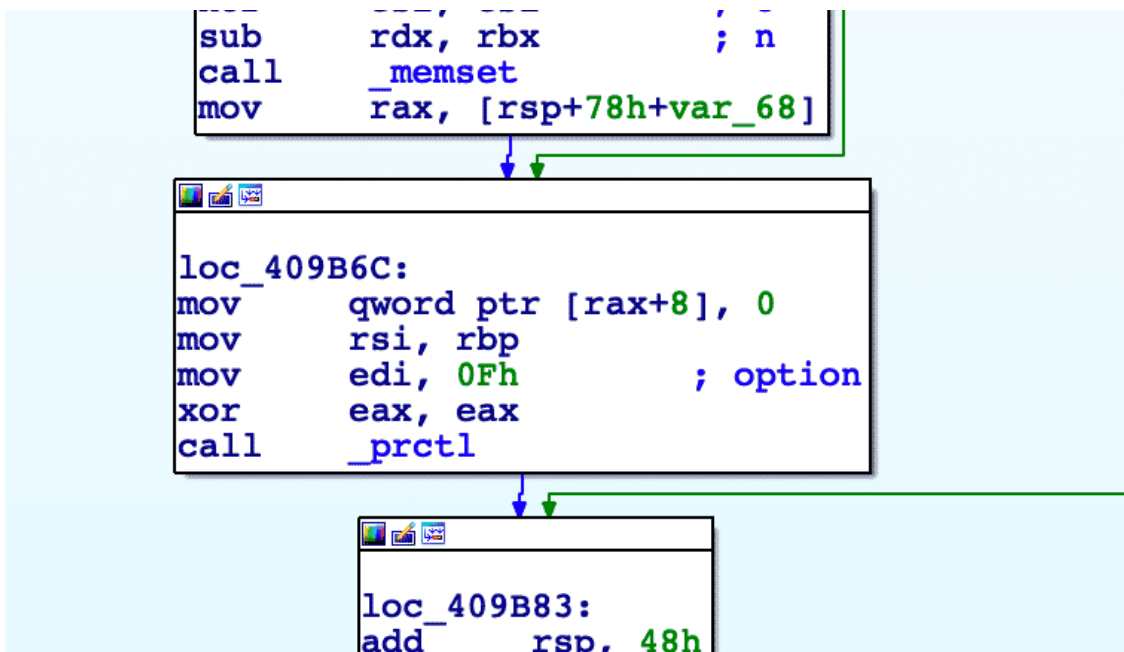 sub rdx, rbx ; n
call _memset
mov rax, [rsp+78h+var_68]
loc_409B6C:
mov qword ptr [rax+8], 0
mov rsi, rbp
mov edi, 0Fh ; option
xor eax, eax
call _prctl
loc_409B83:
add rsp, 48h